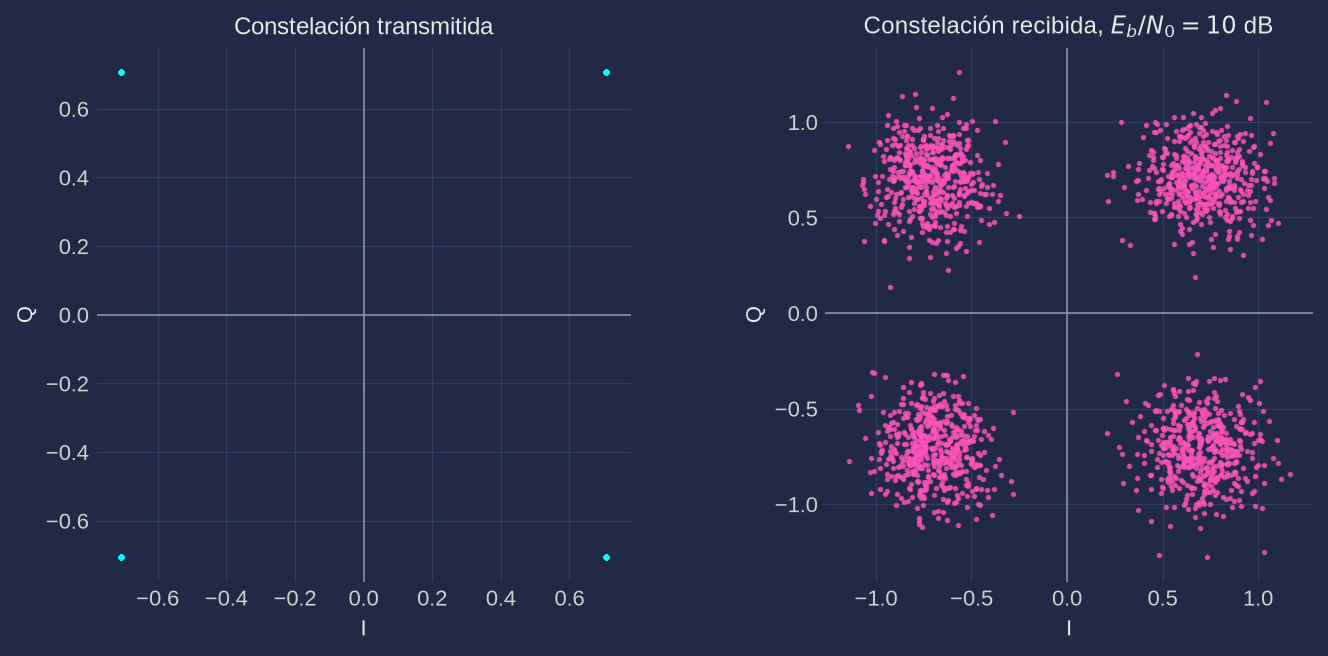 Constelación transmitida
0.6
0.4
0.2
0.0
−0.2
−0.4
−0.6
Q
−0.6 −0.4 −0.2 0.0 0.2 0.4 0.6
I
Constelación recibida, E_b/N_0 = 10 dB
1.0
0.5
0.0
−0.5
−1.0
Q
−1.0 −0.5 0.0 0.5 1.0
I